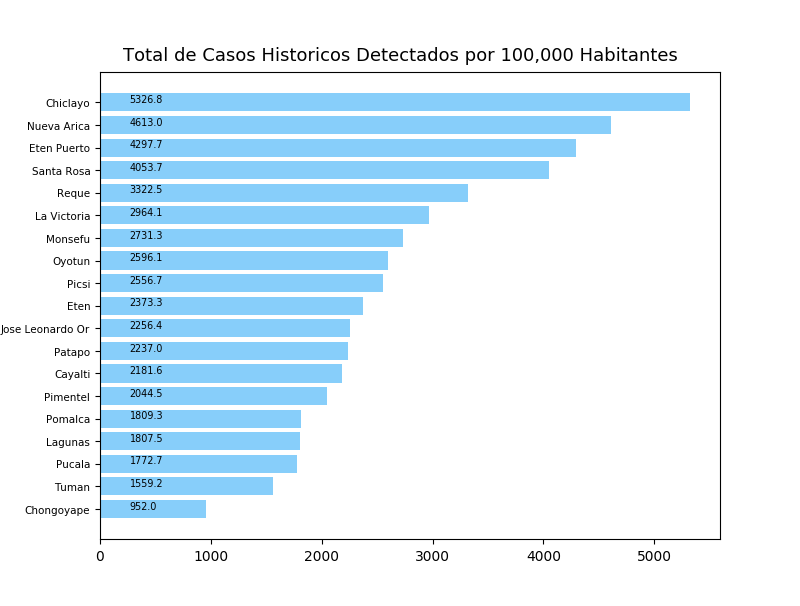 Total de Casos Historicos Detectados por 100,000 Habitantes
Chiclayo 5326.8
Nueva Arica 4613.0
Eten Puerto 4297.7
Santa Rosa 4053.7
Reque 3322.5
La Victoria 2964.1
Monsefu 2731.3
Oyotun 2596.1
Picsi 2556.7
Eten 2373.3
Jose Leonardo Or 2256.4
Patapo 2237.0
Cayalti 2181.6
Pimentel 2044.5
Pomalca 1809.3
Lagunas 1807.5
Pucala 1772.7
Tuman 1559.2
Chongoyape 952.0
0 1000 2000 3000 4000 5000